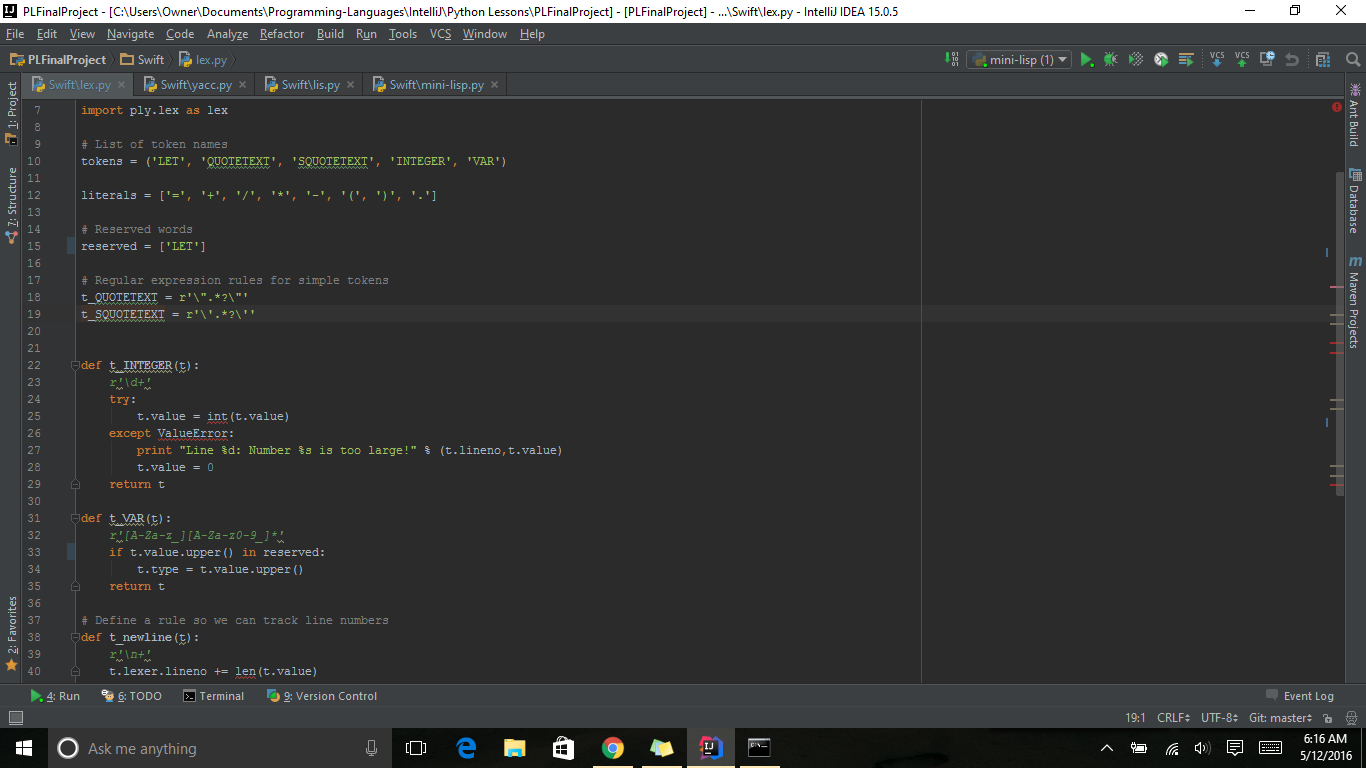 PLFinalProject - [C:\Users\Owner\Documents\Programming-Languages\IntelliJ\Python Lessons\PLFinalProject] - [PLFinalProject] - ...\Swift\lex.py - IntelliJ IDEA 15.0.5
File Edit View Navigate Code Analyze Refactor Build Run Tools VCS Window Help
PLFinalProject Swift lex.py mini-lisp (1) VCS VCS
Swift\lex.py Swift\yacc.py Swift\lis.py Swift\mini-lisp.py
1: Project
7: Structure
2: Favorites
7 import ply.lex as lex
8
9 # List of token names
10 tokens = ('LET', 'QUOTETEXT', 'SQUOTETEXT', 'INTEGER', 'VAR')
11
12 literals = ['=', '+', '/', '*', '-', '(', ')', '.']
13
14 # Reserved words
15 reserved = ['LET']
16
17 # Regular expression rules for simple tokens
18 t_QUOTETEXT = r'\".*?\"'
19 t_SQUOTETEXT = r'\'.*?\''
20
21
22 def t_INTEGER(t):
23 r'\d+'
24 try:
25 t.value = int(t.value)
26 except ValueError:
27 print "Line %d: Number %s is too large!" % (t.lineno,t.value)
28 t.value = 0
29 return t
30
31 def t_VAR(t):
32 r'[A-Za-z_][A-Za-z0-9_]*'
33 if t.value.upper() in reserved:
34 t.type = t.value.upper()
35 return t
36
37 # Define a rule so we can track line numbers
38 def t_newline(t):
39 r'\n+'
40 t.lexer.lineno += len(t.value)
Ant Build
Database
Maven Projects
4: Run 6: TODO Terminal 9: Version Control Event Log
19:1 CRLF UTF-8 Git: master
Ask me anything
6:16 AM
5/12/2016